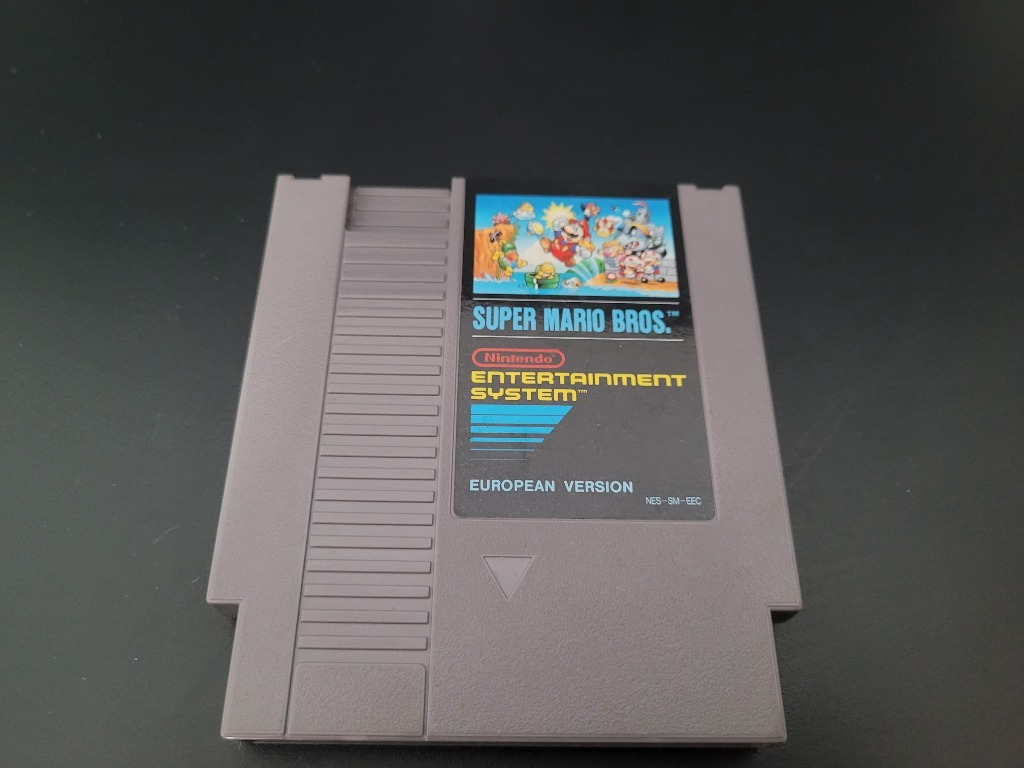 SUPER MARIO BROS.™
Nintendo®
ENTERTAINMENT
SYSTEM™
EUROPEAN VERSION
NES-SM-EEC